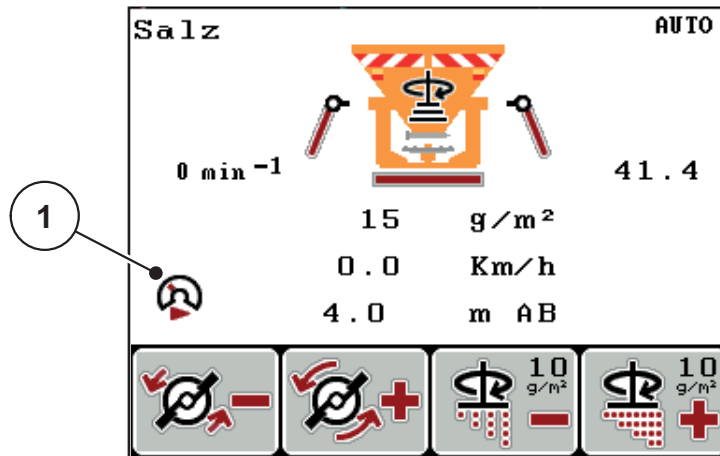 Salz AUTO
0 min -1 41.4
15 g/m²
1
0.0 Km/h
4.0 m AB
10 g/m² 10 g/m²